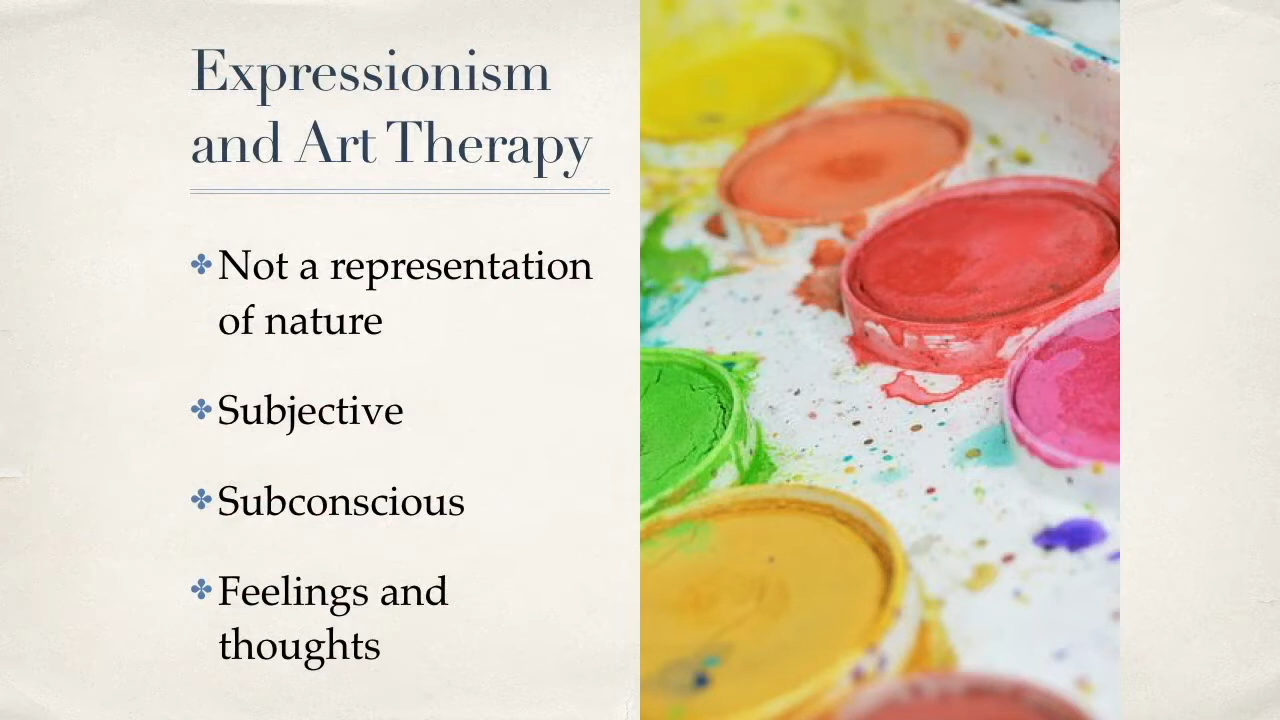 Expressionism
and Art Therapy
✤ Not a representation
of nature
✤ Subjective
✤ Subconscious
✤ Feelings and
thoughts